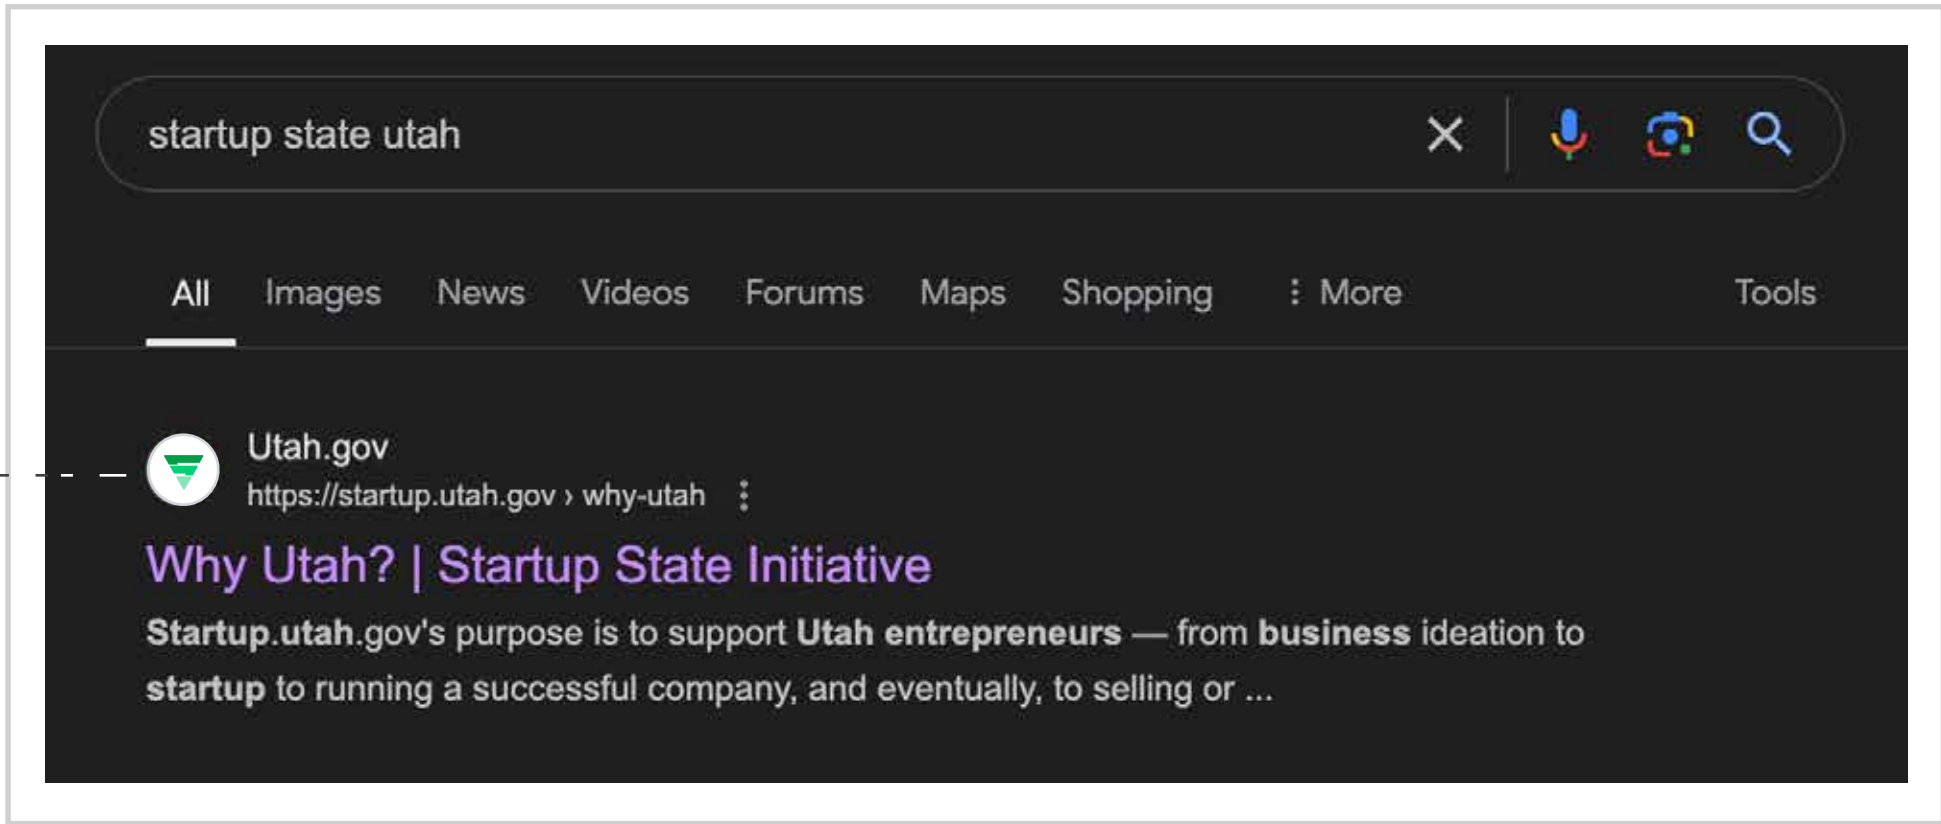 startup state utah
All Images News Videos Forums Maps Shopping More Tools
Utah.gov
https://startup.utah.gov › why-utah
Why Utah? | Startup State Initiative
Startup.utah.gov's purpose is to support Utah entrepreneurs — from business ideation to
startup to running a successful company, and eventually, to selling or ...